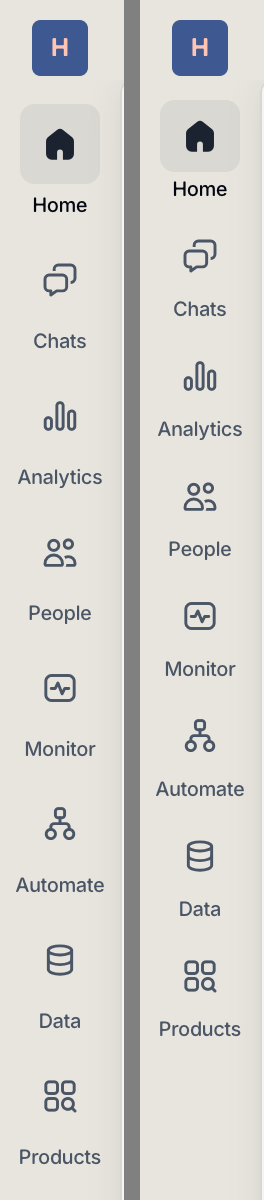 H
Home
Chats
Analytics
People
Monitor
Automate
Data
Products
H
Home
Chats
Analytics
People
Monitor
Automate
Data
Products